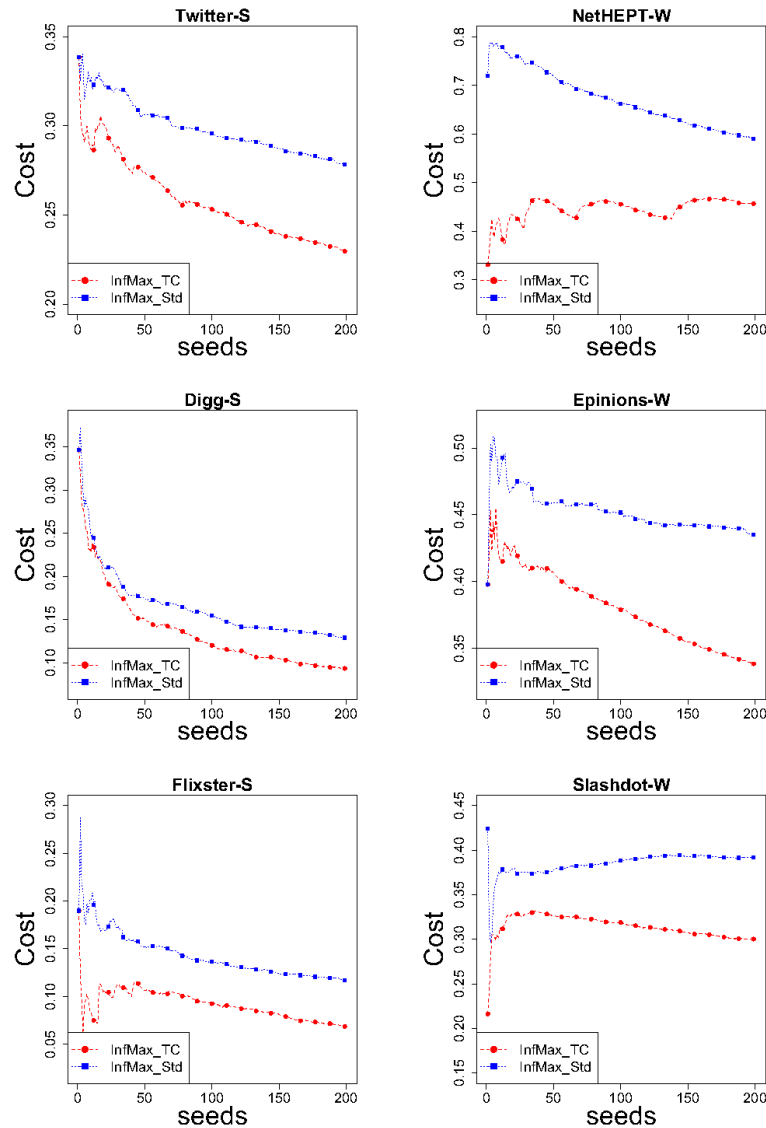 Twitter-S
Cost
0.20 0.25 0.30 0.35
InfMax_TC
InfMax_Std
0 50 100 150 200
seeds
NetHEPT-W
Cost
0.3 0.4 0.5 0.6 0.7 0.8
InfMax_TC
InfMax_Std
0 50 100 150 200
seeds
Digg-S
Cost
0.10 0.15 0.20 0.25 0.30 0.35
InfMax_TC
InfMax_Std
0 50 100 150 200
seeds
Epinions-W
Cost
0.35 0.40 0.45 0.50
InfMax_TC
InfMax_Std
0 50 100 150 200
seeds
Flixster-S
Cost
0.05 0.10 0.15 0.20 0.25 0.30
InfMax_TC
InfMax_Std
0 50 100 150 200
seeds
Slashdot-W
Cost
0.15 0.20 0.25 0.30 0.35 0.40 0.45
InfMax_TC
InfMax_Std
0 50 100 150 200
seeds